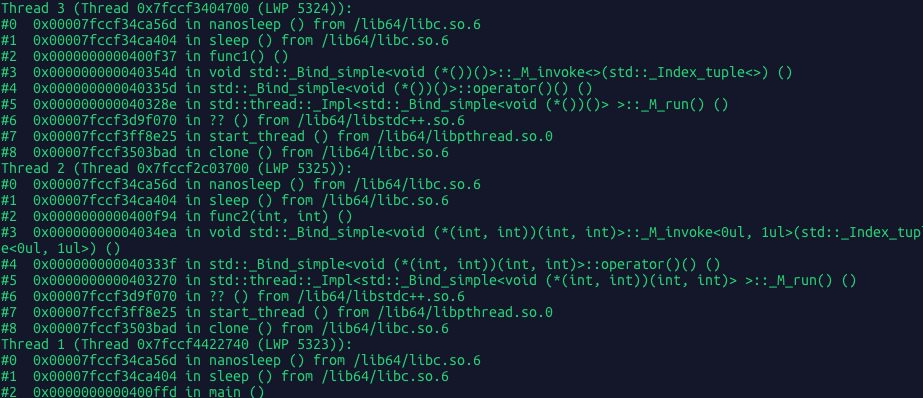 Thread 3 (Thread 0x7fccf3404700 (LWP 5324)):
#0  0x00007fccf34ca56d in nanosleep () from /lib64/libc.so.6
#1  0x00007fccf34ca404 in sleep () from /lib64/libc.so.6
#2  0x0000000000400f37 in func1() ()
#3  0x000000000040354d in void std::_Bind_simple<void (*())()>::_M_invoke<>(std::_Index_tuple<>) ()
#4  0x000000000040335d in std::_Bind_simple<void (*())()>::operator()() ()
#5  0x000000000040328e in std::thread::_Impl<std::_Bind_simple<void (*())()> >::_M_run() ()
#6  0x00007fccf3d9f070 in ?? () from /lib64/libstdc++.so.6
#7  0x00007fccf3ff8e25 in start_thread () from /lib64/libpthread.so.0
#8  0x00007fccf3503bad in clone () from /lib64/libc.so.6
Thread 2 (Thread 0x7fccf2c03700 (LWP 5325)):
#0  0x00007fccf34ca56d in nanosleep () from /lib64/libc.so.6
#1  0x00007fccf34ca404 in sleep () from /lib64/libc.so.6
#2  0x0000000000400f94 in func2(int, int) ()
#3  0x00000000004034ea in void std::_Bind_simple<void (*(int, int))(int, int)>::_M_invoke<0ul, 1ul>(std::_Index_tupl
e<0ul, 1ul>) ()
#4  0x000000000040333f in std::_Bind_simple<void (*(int, int))(int, int)>::operator()() ()
#5  0x0000000000403270 in std::thread::_Impl<std::_Bind_simple<void (*(int, int))(int, int)> >::_M_run() ()
#6  0x00007fccf3d9f070 in ?? () from /lib64/libstdc++.so.6
#7  0x00007fccf3ff8e25 in start_thread () from /lib64/libpthread.so.0
#8  0x00007fccf3503bad in clone () from /lib64/libc.so.6
Thread 1 (Thread 0x7fccf4422740 (LWP 5323)):
#0  0x00007fccf34ca56d in nanosleep () from /lib64/libc.so.6
#1  0x00007fccf34ca404 in sleep () from /lib64/libc.so.6
#2  0x0000000000400ffd in main ()